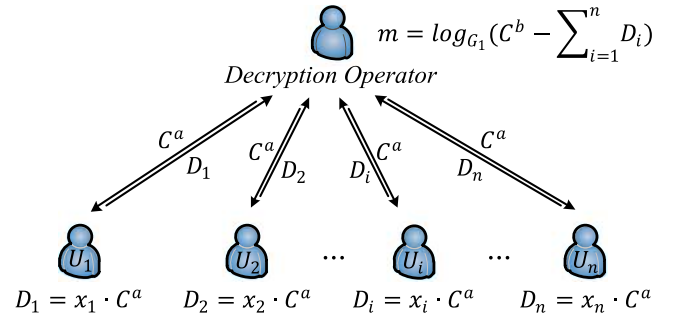 m = log_{G_1}(C^b − ∑_{i=1}^{n} D_i)
Decryption Operator
C^a C^a C^a C^a
D_1 D_2 D_i D_n
U_1 U_2 ··· U_i ··· U_n
D_1 = x_1 · C^a D_2 = x_2 · C^a D_i = x_i · C^a D_n = x_n · C^a